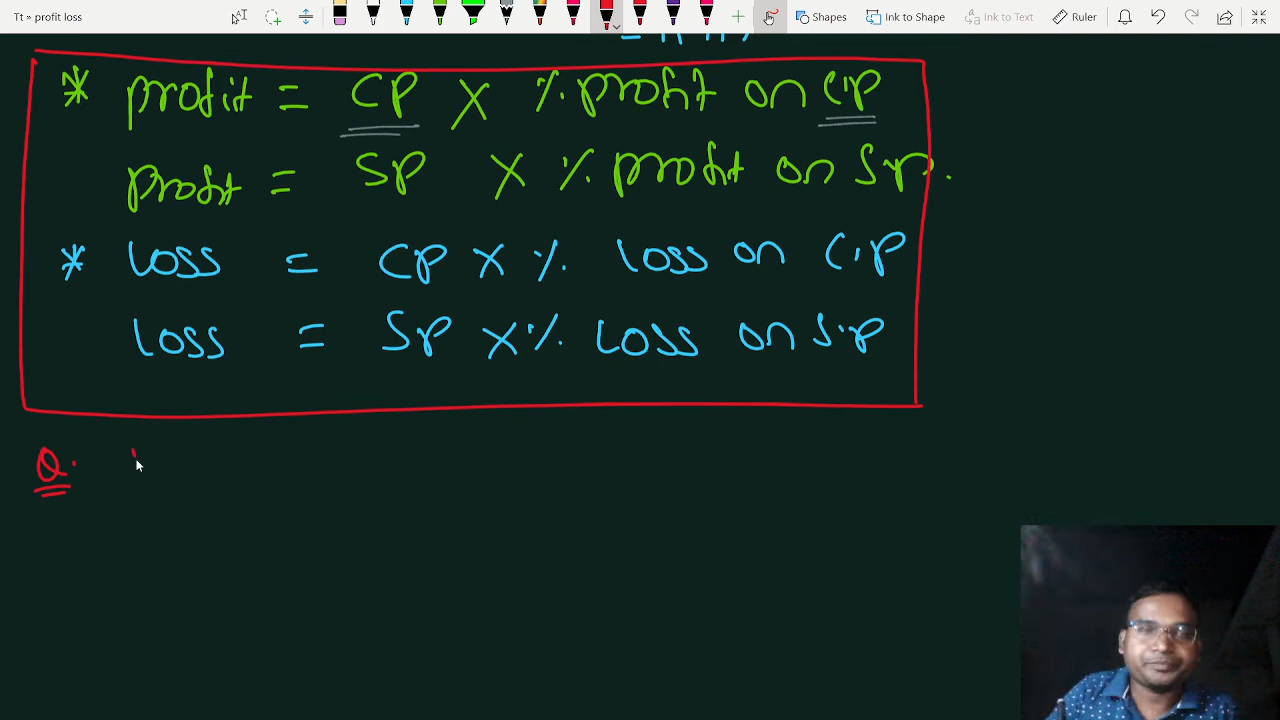 Tt » profit loss
Shapes Ink to Shape Ink to Text Ruler
* profit = CP X % profit on C.P
profit = SP X % profit on S.P.
* loss = CP X % loss on C.P
loss = SP X % loss on S.P
Q.